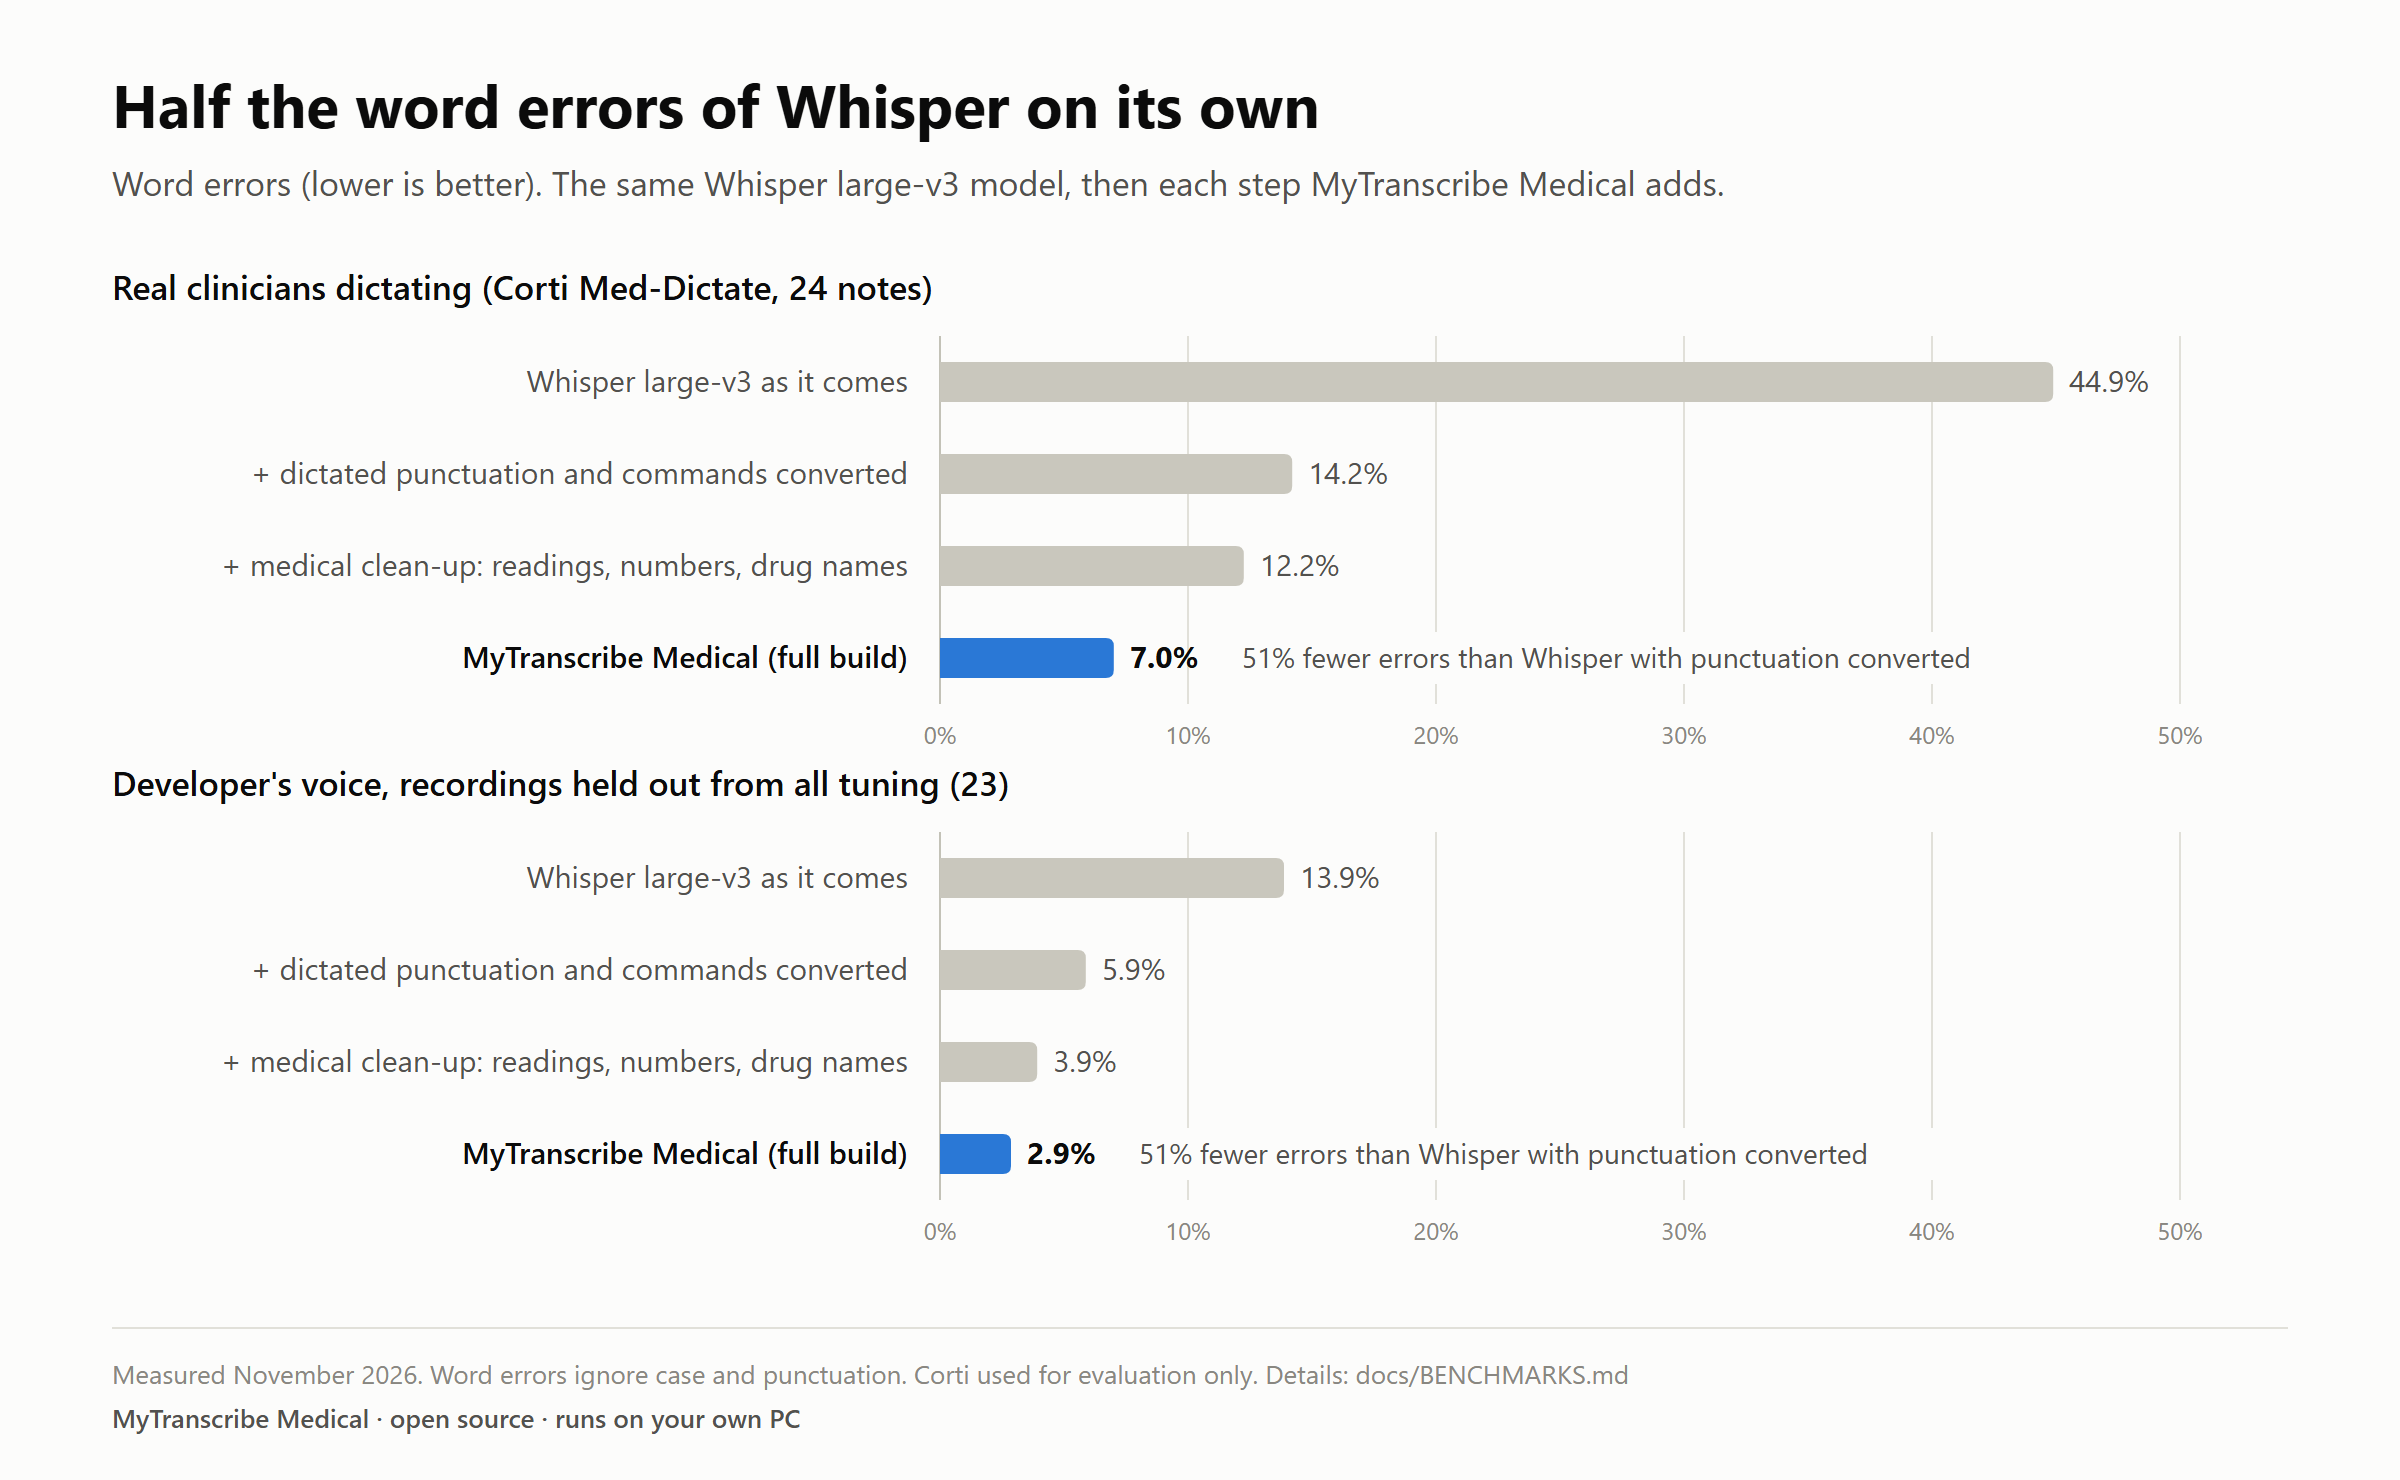 Half the word errors of Whisper on its own
Word errors (lower is better). The same Whisper large-v3 model, then each step MyTranscribe Medical adds.
Real clinicians dictating (Corti Med-Dictate, 24 notes)
Whisper large-v3 as it comes 44.9%
+ dictated punctuation and commands converted 14.2%
+ medical clean-up: readings, numbers, drug names 12.2%
MyTranscribe Medical (full build) 7.0% 51% fewer errors than Whisper with punctuation converted
0% 10% 20% 30% 40% 50%
Developer's voice, recordings held out from all tuning (23)
Whisper large-v3 as it comes 13.9%
+ dictated punctuation and commands converted 5.9%
+ medical clean-up: readings, numbers, drug names 3.9%
MyTranscribe Medical (full build) 2.9% 51% fewer errors than Whisper with punctuation converted
0% 10% 20% 30% 40% 50%
Measured November 2026. Word errors ignore case and punctuation. Corti used for evaluation only. Details: docs/BENCHMARKS.md
MyTranscribe Medical · open source · runs on your own PC